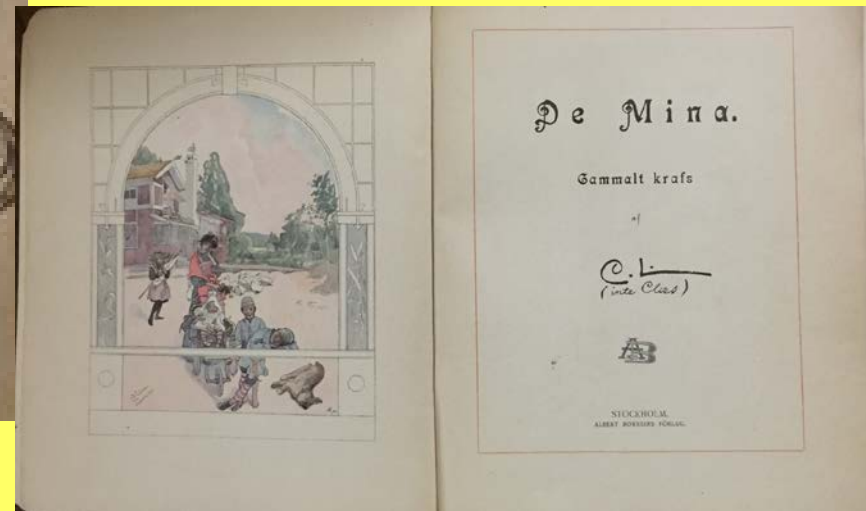 De Mina.
Gammalt krafs
af
C. L.
(inte Clas)
AB
STOCKHOLM.
ALBERT BONNIERS FÖRLAG.